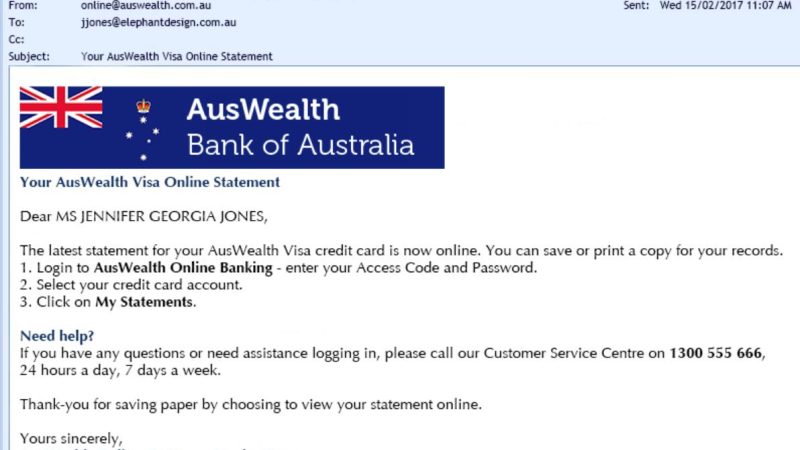 From: online@auswealth.com.au Sent: Wed 15/02/2017 11:07 AM
To: jjones@elephantdesign.com.au
Cc:
Subject: Your AusWealth Visa Online Statement
AusWealth
Bank of Australia
Your AusWealth Visa Online Statement
Dear MS JENNIFER GEORGIA JONES,
The latest statement for your AusWealth Visa credit card is now online. You can save or print a copy for your records.
1. Login to AusWealth Online Banking - enter your Access Code and Password.
2. Select your credit card account.
3. Click on My Statements.
Need help?
If you have any questions or need assistance logging in, please call our Customer Service Centre on 1300 555 666,
24 hours a day, 7 days a week.
Thank-you for saving paper by choosing to view your statement online.
Yours sincerely,